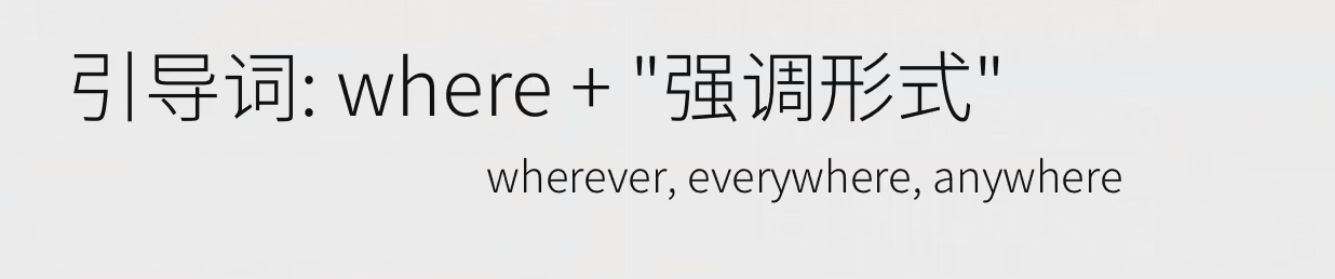 引导词: where + "强调形式"
wherever, everywhere, anywhere